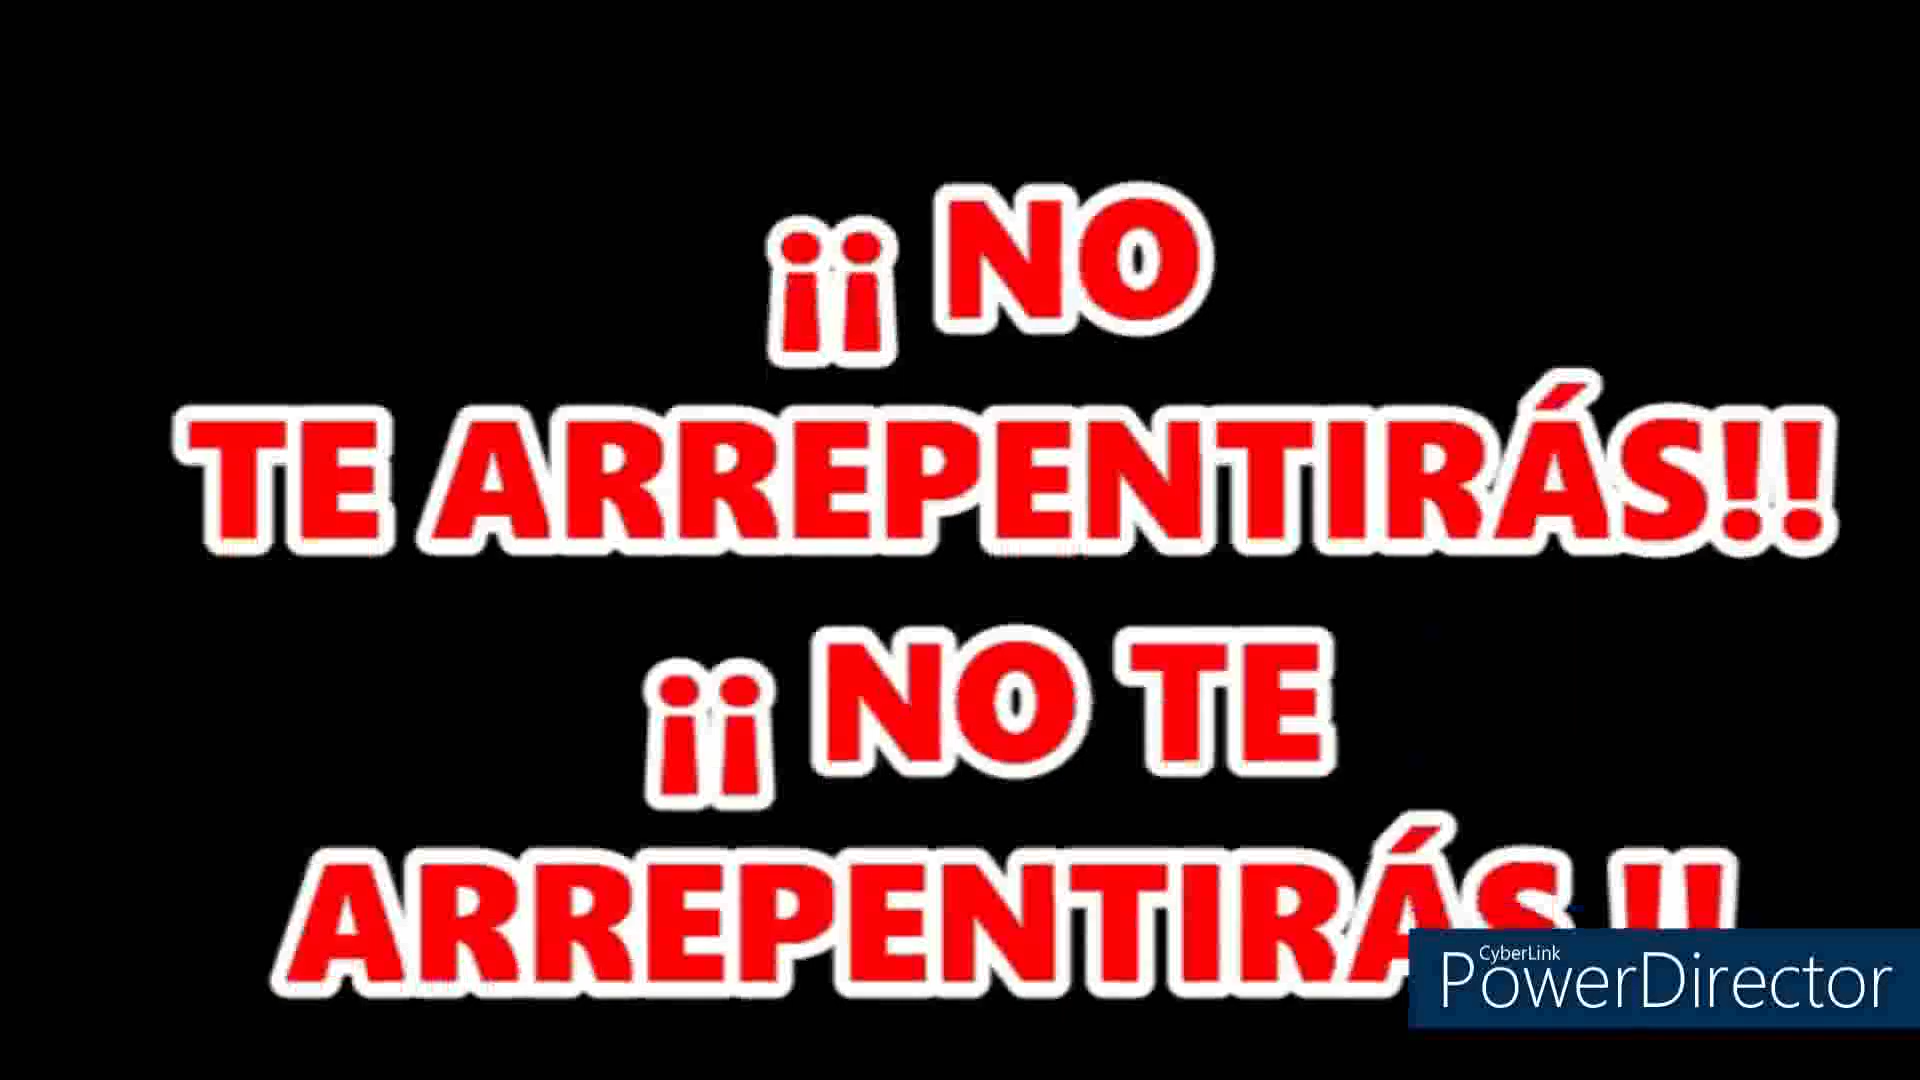 ¡¡ NO
TE ARREPENTIRÁS!!
¡¡ NO TE
ARREPENTIRÁS !!
CyberLink
PowerDirector